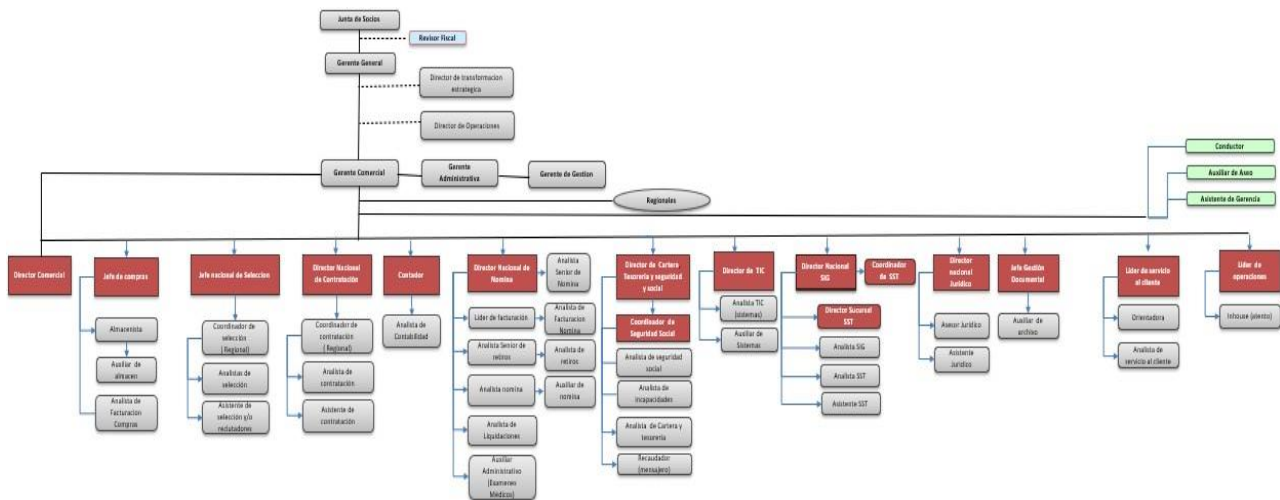 Junta de Socios
Revisor Fiscal
Gerente General
Director de transformacion
estrategica
Director de Operaciones
Gerente Comercial
Gerente
Administrativa
Gerente de Gestion
Regionales
Conductor
Auxiliar de Aseo
Asistente de Gerencia
Director Comercial
Jefe de compras
Almacenista
Auxiliar de
almacen
Analista de
Facturacion
Compras
Jefe nacional de Seleccion
Coordinador de
selección
( Regional)
Analistas de
selección
Asistente de
selección y/o
reclutadores
Director Nacional
de Contratación
Coordinador de
contratación
( Regional)
Analista de
contratación
Asistente de
contratación
Contador
Analista de
Contabilidad
Director Nacional de
Nomina
Analista
Senior de
Nomina
Lider de facturación
Analista de
Facturacion
Nomina
Analista Senior de
retiros
Analista de
retiros
Analista nomina
Auxiliar de
nomina
Analista de
Liquidaciones
Auxiliar
Administrativo
(Examenes
Médicos)
Director de Cartera
Tesoreria y seguridad
y social
Coordinador de
Seguridad Social
Analista de seguridad
social
Analista de
Incapacidades
Analista de Cartera y
tesoreria
Recaudador
(mensajero)
Director de TIC
Analista TIC
(sistemas)
Auxiliar de
Sistemas
Director Nacional
SIG
Coordinador
de SST
Director Sucursal
SST
Analista SIG
Analista SST
Asistente SST
Director
nacional
Jurídico
Asesor Jurídico
Asistente
Juridico
Jefe Gestión
Documental
Auxiliar de
archivo
Lider de servicio
al cliente
Orientadora
Analista de
servicio al cliente
Lider de
operaciones
Inhouse (atento)